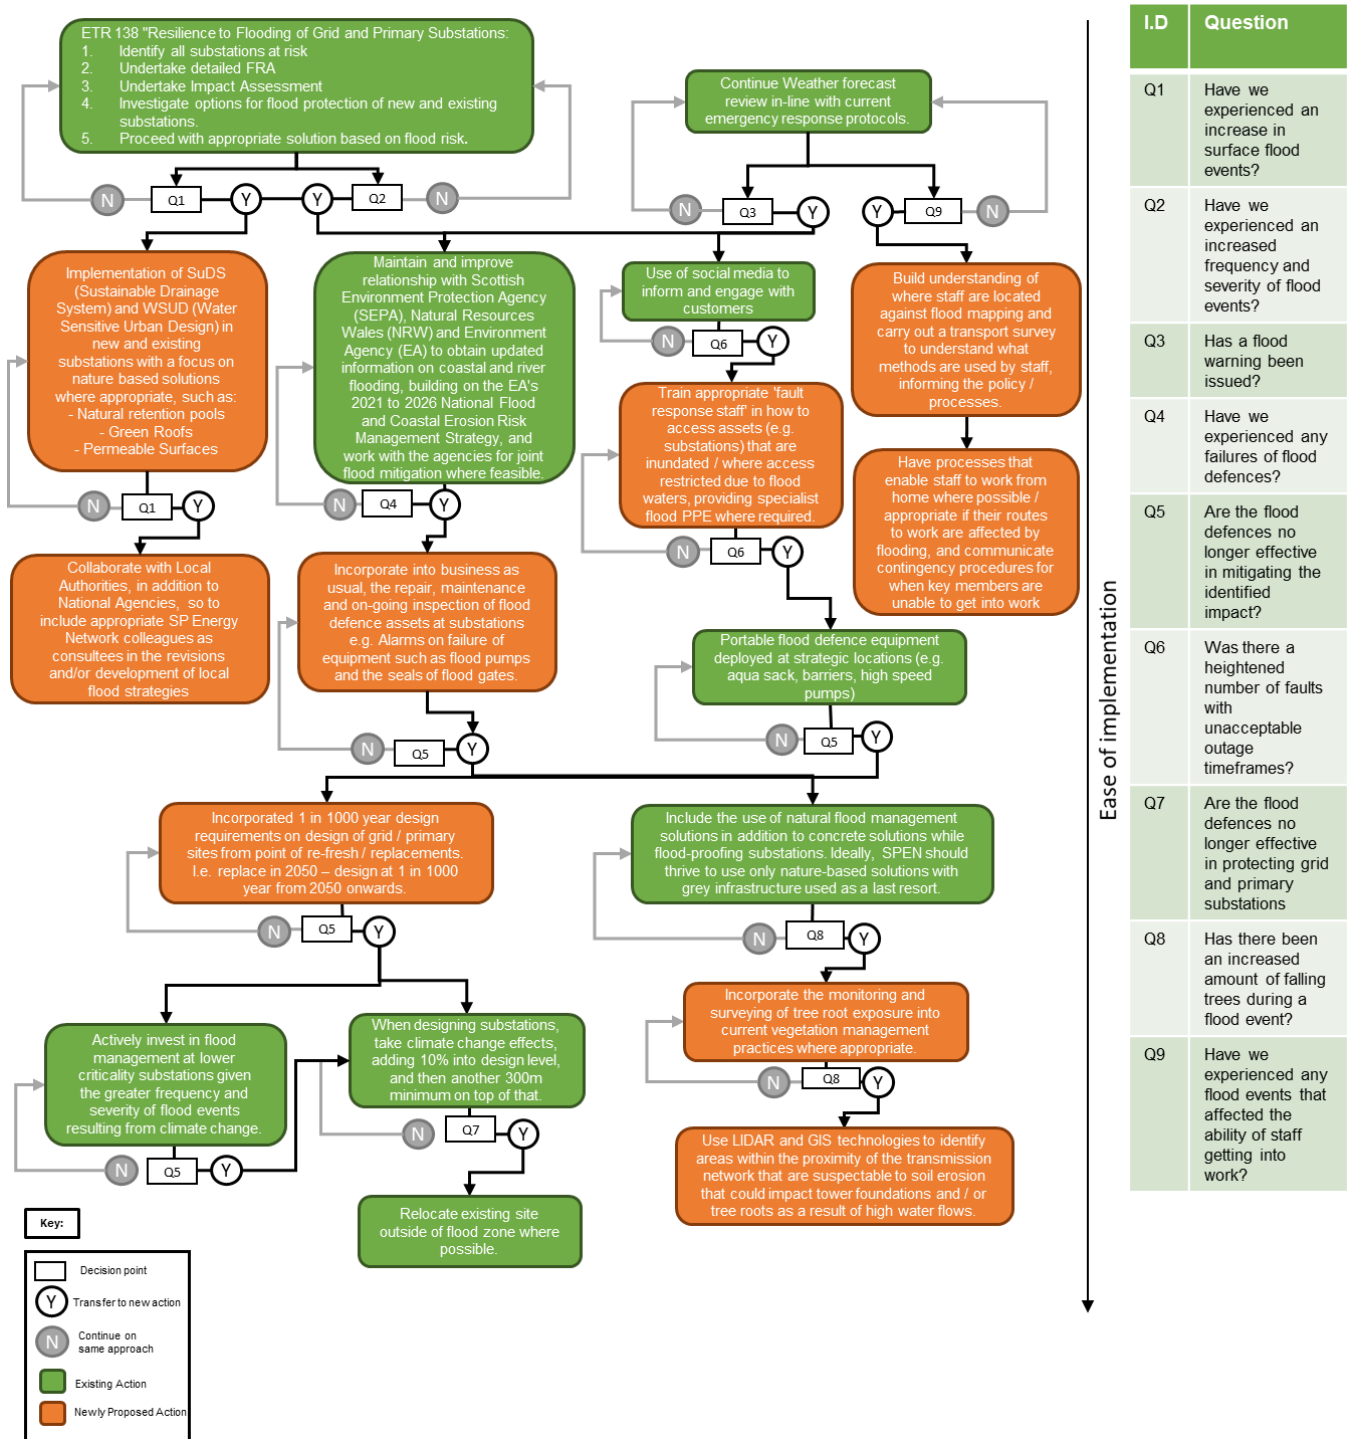 ETR 138 "Resilience to Flooding of Grid and Primary Substations:
1. Identify all substations at risk
2. Undertake detailed FRA
3. Undertake Impact Assessment
4. Investigate options for flood protection of new and existing
substations.
5. Proceed with appropriate solution based on flood risk.
Continue Weather forecast
review in-line with current
emergency response protocols.
N
Q1
Y
Y
Q2
N
N
Q3
Y
Y
Q9
N
Implementation of SuDS
(Sustainable Drainage
System) and WSUD (Water
Sensitive Urban Design) in
new and existing
substations with a focus on
nature based solutions
where appropriate, such as:
- Natural retention pools
- Green Roofs
- Permeable Surfaces
N
Q1
Y
Collaborate with Local
Authorities, in addition to
National Agencies, so to
include appropriate SP Energy
Network colleagues as
consultees in the revisions
and/or development of local
flood strategies
Maintain and improve
relationship with Scottish
Environment Protection Agency
(SEPA), Natural Resources
Wales (NRW) and Environment
Agency (EA) to obtain updated
information on coastal and river
flooding, building on the EA's
2021 to 2026 National Flood
and Coastal Erosion Risk
Management Strategy, and
work with the agencies for joint
flood mitigation where feasible.
N
Q4
Y
Incorporate into business as
usual, the repair, maintenance
and on-going inspection of flood
defence assets at substations
e.g. Alarms on failure of
equipment such as flood pumps
and the seals of flood gates.
N
Q5
Y
Use of social media to
inform and engage with
customers
N
Q6
Y
Train appropriate 'fault
response staff' in how to
access assets (e.g.
substations) that are
inundated / where access
restricted due to flood
waters, providing specialist
flood PPE where required.
N
Q6
Y
Portable flood defence equipment
deployed at strategic locations (e.g.
aqua sack, barriers, high speed
pumps)
N
Q5
Y
Build understanding of
where staff are located
against flood mapping and
carry out a transport survey
to understand what
methods are used by staff,
informing the policy /
processes.
Have processes that
enable staff to work from
home where possible /
appropriate if their routes
to work are affected by
flooding, and communicate
contingency procedures for
when key members are
unable to get into work
Incorporated 1 in 1000 year design
requirements on design of grid / primary
sites from point of re-fresh / replacements.
I.e. replace in 2050 – design at 1 in 1000
year from 2050 onwards.
N
Q5
Y
Include the use of natural flood management
solutions in addition to concrete solutions while
flood-proofing substations. Ideally, SPEN should
thrive to use only nature-based solutions with
grey infrastructure used as a last resort.
N
Q8
Y
Actively invest in flood
management at lower
criticality substations given
the greater frequency and
severity of flood events
resulting from climate change.
N
Q5
Y
When designing substations,
take climate change effects,
adding 10% into design level,
and then another 300m
minimum on top of that.
N
Q7
Y
Relocate existing site
outside of flood zone where
possible.
Incorporate the monitoring and
surveying of tree root exposure into
current vegetation management
practices where appropriate.
N
Q8
Y
Use LIDAR and GIS technologies to identify
areas within the proximity of the transmission
network that are suspectable to soil erosion
that could impact tower foundations and / or
tree roots as a result of high water flows.
Key:
Decision point
Y
Transfer to new action
N
Continue on
same approach
Existing Action
Newly Proposed Action
Ease of implementation
I.D Question
Q1 Have we
experienced an
increase in
surface flood
events?
Q2 Have we
experienced an
increased
frequency and
severity of flood
events?
Q3 Has a flood
warning been
issued?
Q4 Have we
experienced any
failures of flood
defences?
Q5 Are the flood
defences no
longer effective
in mitigating the
identified
impact?
Q6 Was there a
heightened
number of faults
with
unacceptable
outage
timeframes?
Q7 Are the flood
defences no
longer effective
in protecting grid
and primary
substations
Q8 Has there been
an increased
amount of falling
trees during a
flood event?
Q9 Have we
experienced any
flood events that
affected the
ability of staff
getting into
work?